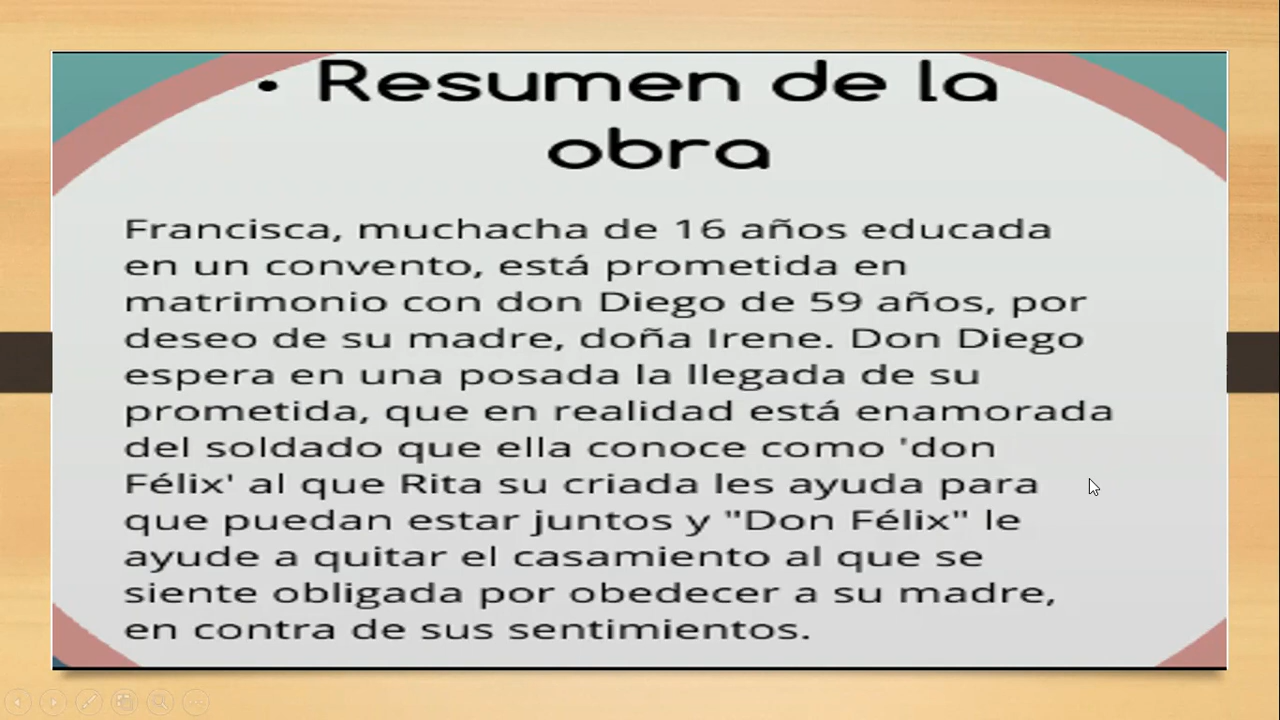 • Resumen de la
obra
Francisca, muchacha de 16 años educada
en un convento, está prometida en
matrimonio con don Diego de 59 años, por
deseo de su madre, doña Irene. Don Diego
espera en una posada la llegada de su
prometida, que en realidad está enamorada
del soldado que ella conoce como 'don
Félix' al que Rita su criada les ayuda para
que puedan estar juntos y "Don Félix" le
ayude a quitar el casamiento al que se
siente obligada por obedecer a su madre,
en contra de sus sentimientos.